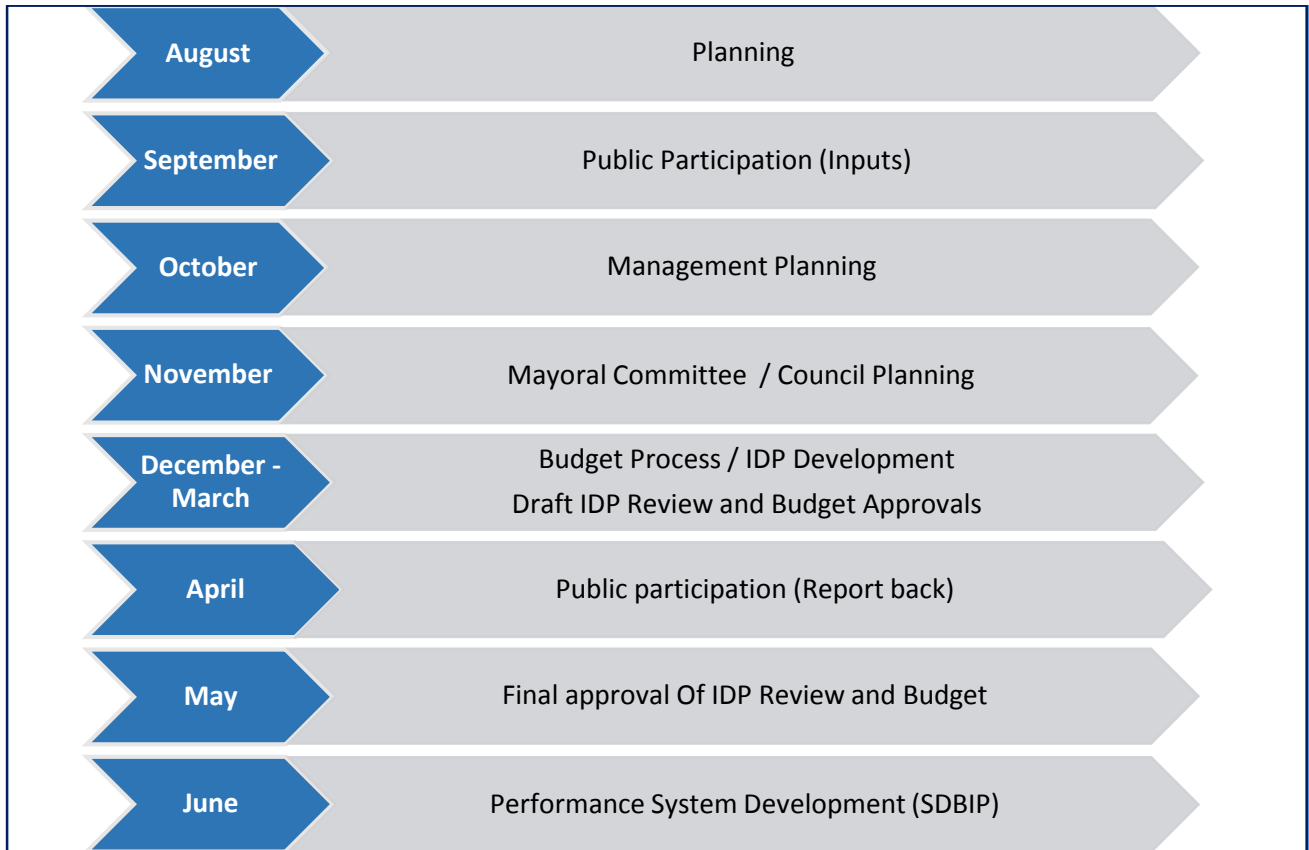 August
Planning
September
Public Participation (Inputs)
October
Management Planning
November
Mayoral Committee / Council Planning
December -
March
Budget Process / IDP Development
Draft IDP Review and Budget Approvals
April
Public participation (Report back)
May
Final approval Of IDP Review and Budget
June
Performance System Development (SDBIP)